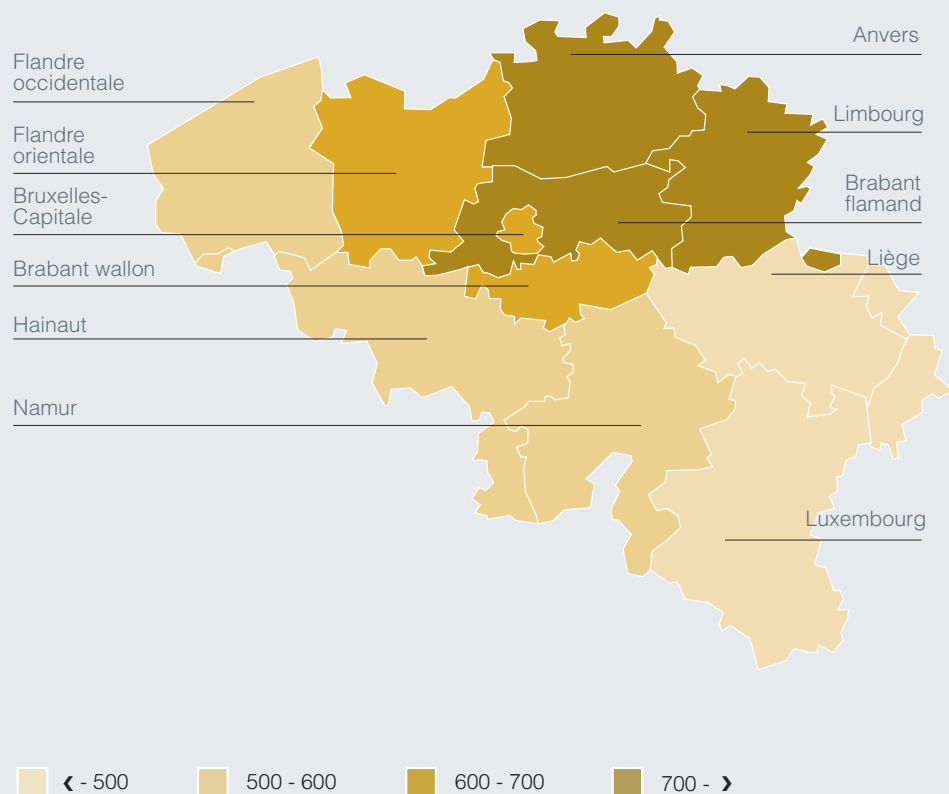 Flandre
occidentale
Flandre
orientale
Bruxelles-
Capitale
Brabant wallon
Hainaut
Namur
Anvers
Limbourg
Brabant
flamand
Liège
Luxembourg
‹ - 500
500 - 600
600 - 700
700 - ›